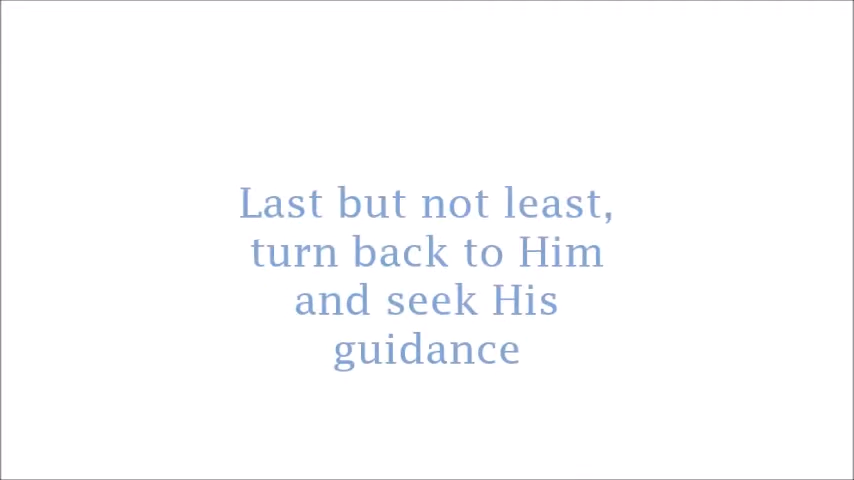 Last but not least,
turn back to Him
and seek His
guidance